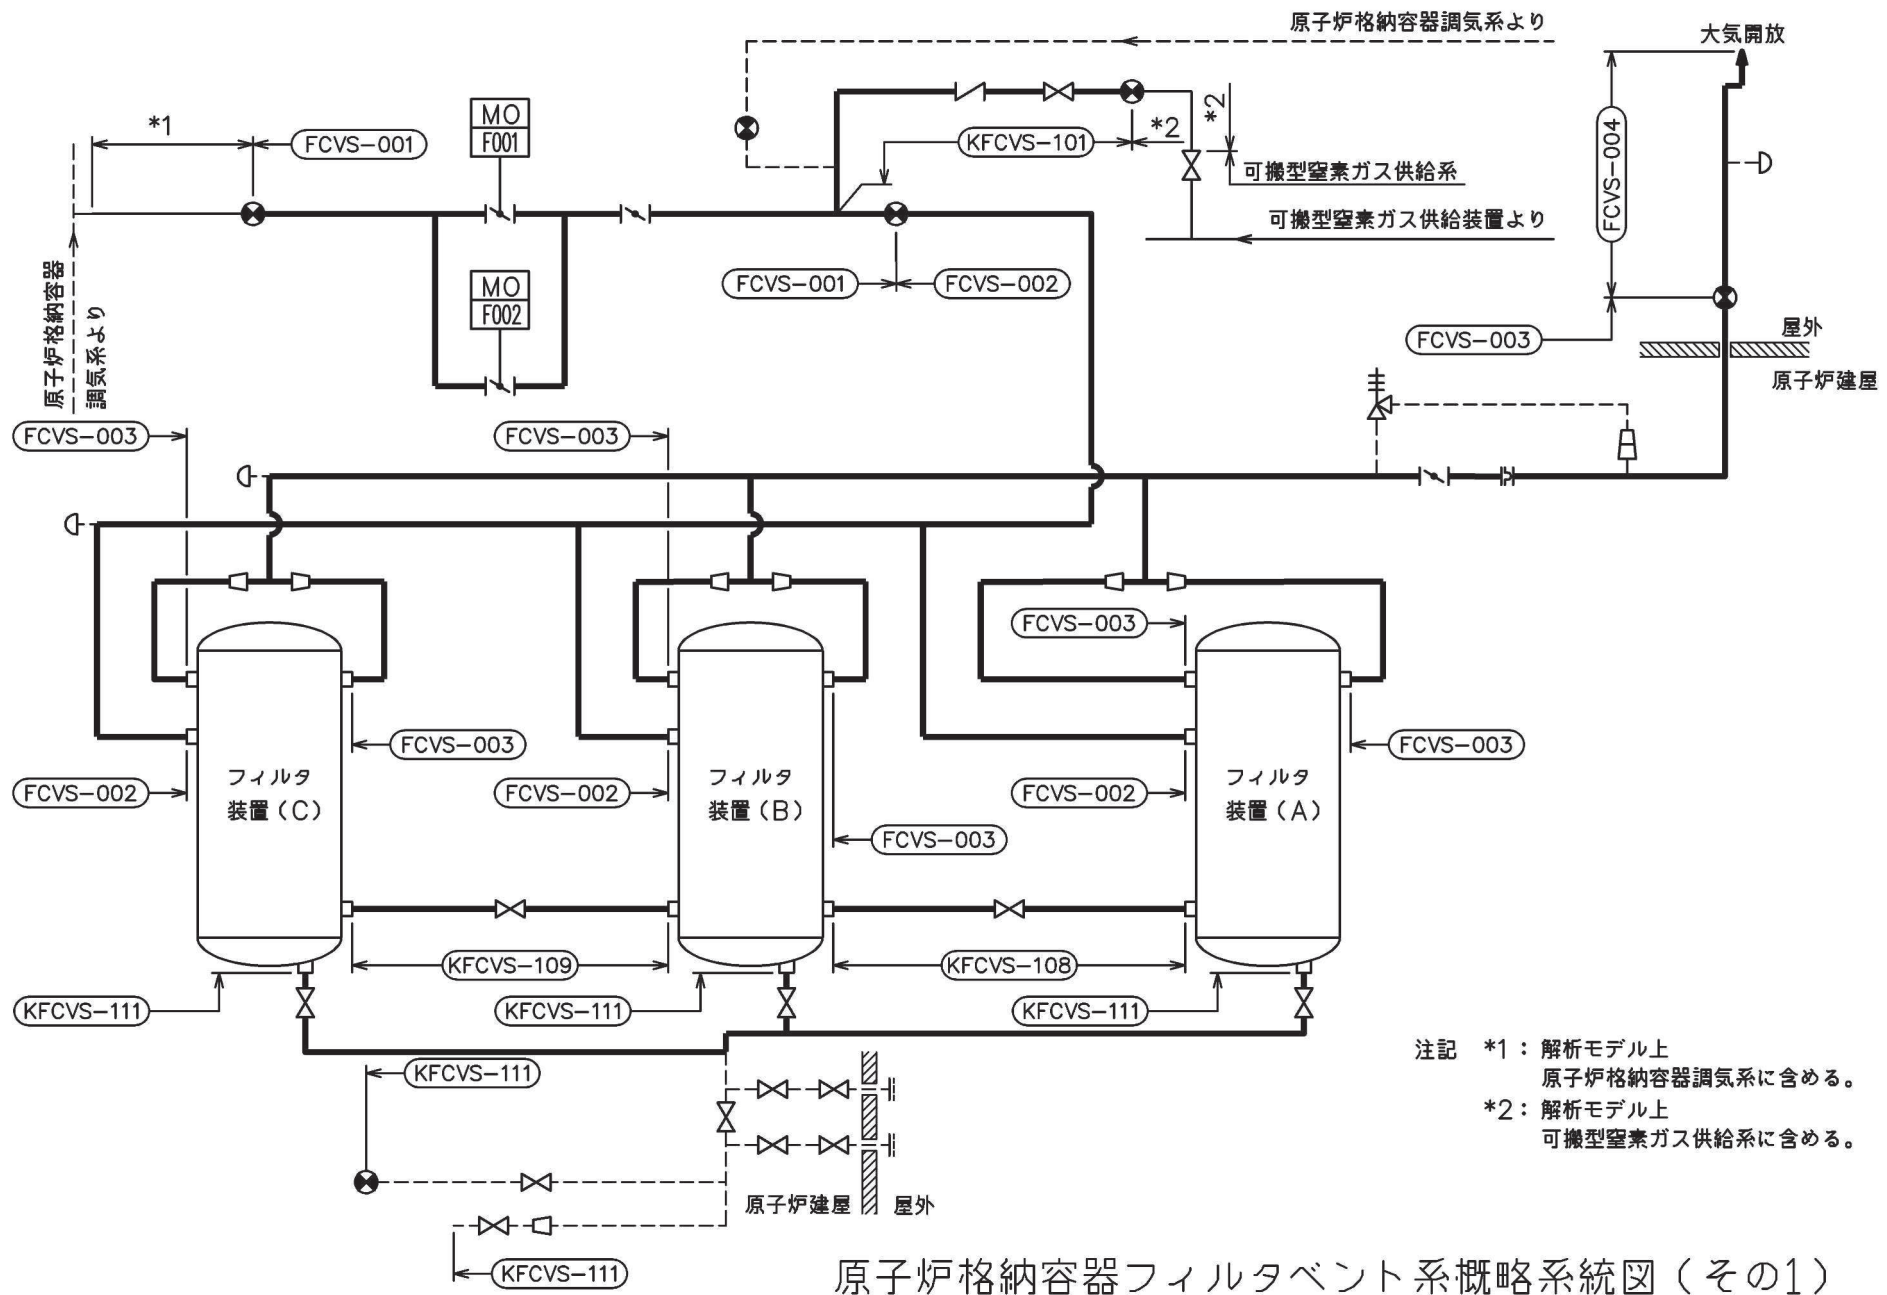 原子炉格納容器調気系より
大気開放
*1
FCVS-001
MO
F001
KFCVS-101
*2
*2
可搬型窒素ガス供給系
可搬型窒素ガス供給装置より
FCVS-004
原子炉格納容器
調気系より
MO
F002
FCVS-001
FCVS-002
FCVS-003
屋外
原子炉建屋
FCVS-003
FCVS-003
FCVS-003
FCVS-003
FCVS-003
FCVS-003
フィルタ
装置(C)
フィルタ
装置(B)
フィルタ
装置(A)
FCVS-002
FCVS-002
FCVS-002
FCVS-003
KFCVS-109
KFCVS-108
KFCVS-111
KFCVS-111
KFCVS-111
KFCVS-111
注記 *1:解析モデル上
原子炉格納容器調気系に含める。
*2:解析モデル上
可搬型窒素ガス供給系に含める。
原子炉建屋
屋外
KFCVS-111
原子炉格納容器フィルタベント系概略系統図(その1)